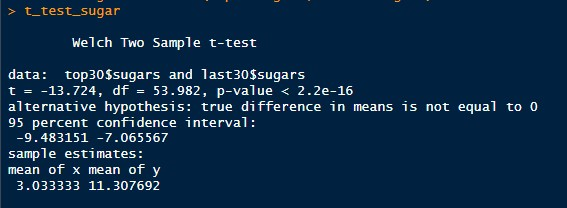 > t_test_sugar
Welch Two Sample t-test
data:  top30$sugars and last30$sugars
t = -13.724, df = 53.982, p-value < 2.2e-16
alternative hypothesis: true difference in means is not equal to 0
95 percent confidence interval:
-9.483151 -7.065567
sample estimates:
mean of x mean of y
3.033333 11.307692